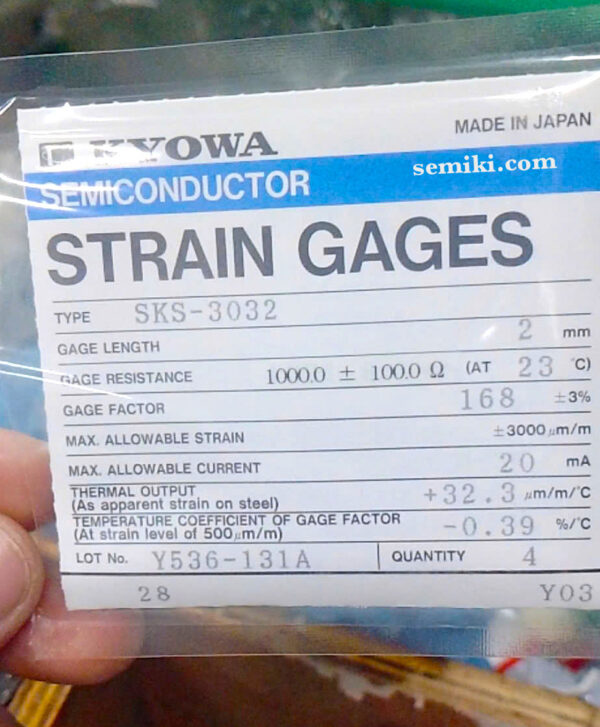 MADE IN JAPAN
KYOWA
semiki.com
SEMICONDUCTOR
STRAIN GAGES
TYPE SKS-3032
GAGE LENGTH 2 mm
GAGE RESISTANCE 1000.0 ± 100.0 Ω (AT 23 ℃)
GAGE FACTOR 168 ±3%
MAX. ALLOWABLE STRAIN ±3000 μm/m
MAX. ALLOWABLE CURRENT 20 mA
THERMAL OUTPUT
(As apparent strain on steel) +32.3 μm/m/℃
TEMPERATURE COEFFICIENT OF GAGE FACTOR
(At strain level of 500μm/m) -0.39 %/℃
LOT No. Y536-131A QUANTITY 4
28 Y03